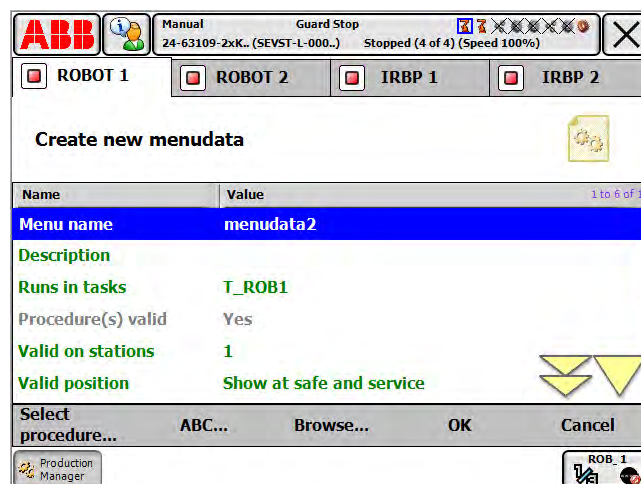 ABB
Manual Guard Stop
24-63109-2xK.. (SEVST-L-000..) Stopped (4 of 4) (Speed 100%)
ROBOT 1 ROBOT 2 IRBP 1 IRBP 2
Create new menudata
Name Value 1 to 6 of 1
Menu name menudata2
Description
Runs in tasks T_ROB1
Procedure(s) valid Yes
Valid on stations 1
Valid position Show at safe and service
Select procedure... ABC... Browse... OK Cancel
Production Manager
ROB_1